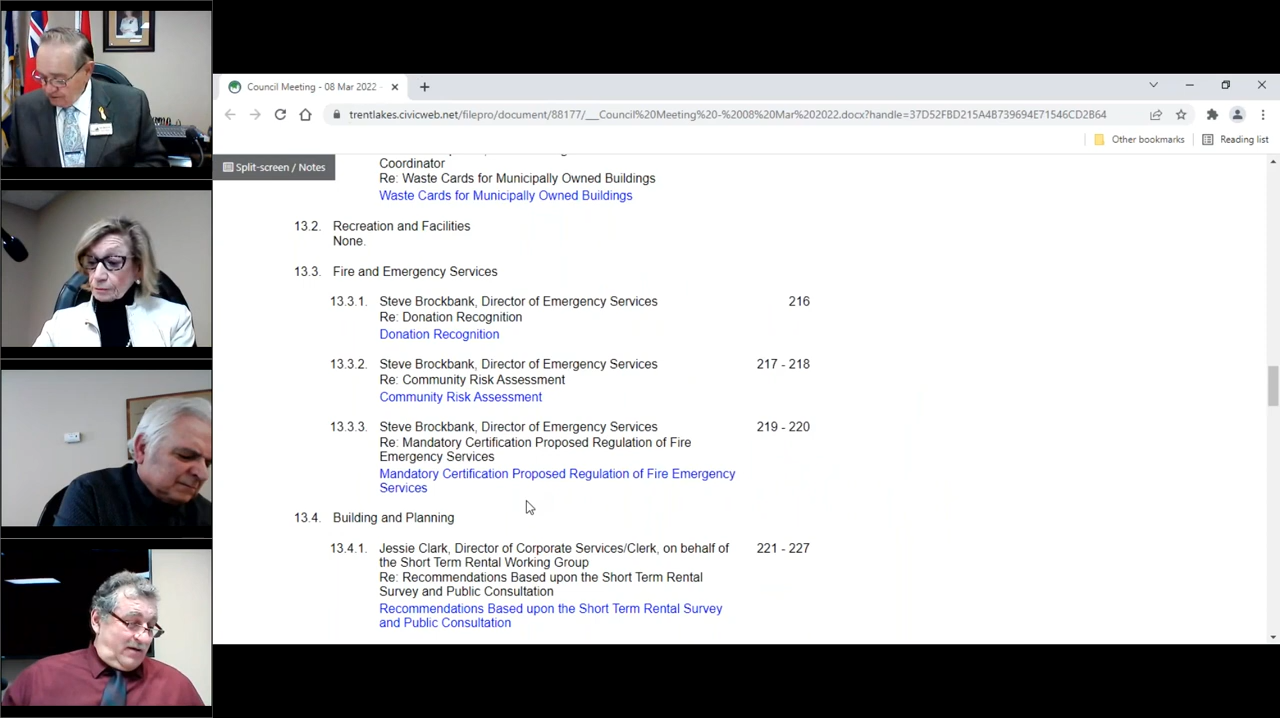 Council Meeting - 08 Mar 2022
trentlakes.civicweb.net/filepro/document/88177/__Council%20Meeting%20-%2008%20Mar%202022.docx?handle=37D52FBD215A4B739694E71546CD2B64
Other bookmarks
Reading list
Split-screen / Notes
Coordinator
Re: Waste Cards for Municipally Owned Buildings
Waste Cards for Municipally Owned Buildings
13.2. Recreation and Facilities
None.
13.3. Fire and Emergency Services
13.3.1. Steve Brockbank, Director of Emergency Services 216
Re: Donation Recognition
Donation Recognition
13.3.2. Steve Brockbank, Director of Emergency Services 217 - 218
Re: Community Risk Assessment
Community Risk Assessment
13.3.3. Steve Brockbank, Director of Emergency Services 219 - 220
Re: Mandatory Certification Proposed Regulation of Fire
Emergency Services
Mandatory Certification Proposed Regulation of Fire Emergency
Services
13.4. Building and Planning
13.4.1. Jessie Clark, Director of Corporate Services/Clerk, on behalf of 221 - 227
the Short Term Rental Working Group
Re: Recommendations Based upon the Short Term Rental
Survey and Public Consultation
Recommendations Based upon the Short Term Rental Survey
and Public Consultation